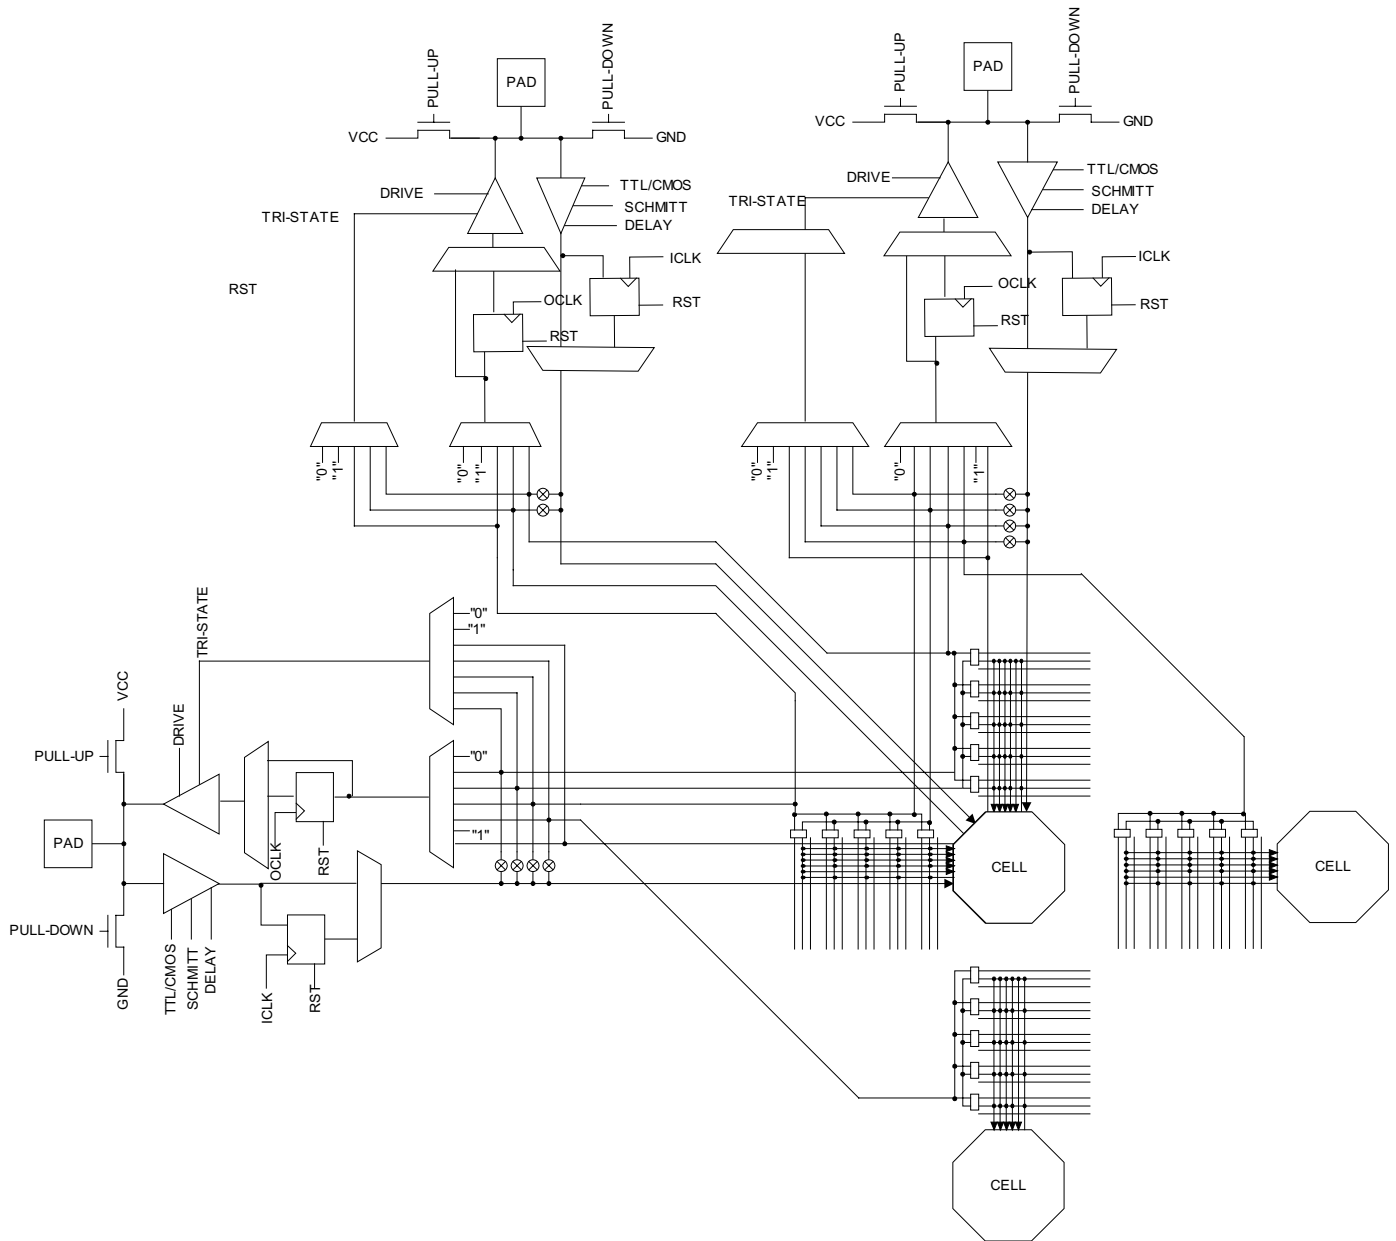 PULL-UP
PAD
PULL-DOWN
VCC
GND
DRIVE
TTL/CMOS
SCHMITT
DELAY
TRI-STATE
RST
ICLK
OCLK
RST
RST
"0"
"1"
"0"
"1"
PULL-UP
PAD
PULL-DOWN
VCC
GND
DRIVE
TTL/CMOS
SCHMITT
DELAY
TRI-STATE
ICLK
OCLK
RST
RST
"0"
"1"
"0"
"1"
TRI-STATE
"0"
"1"
VCC
DRIVE
PULL-UP
"0"
PAD
OCLK
RST
"1"
PULL-DOWN
GND
TTL/CMOS
SCHMITT
DELAY
ICLK
RST
CELL
CELL
CELL